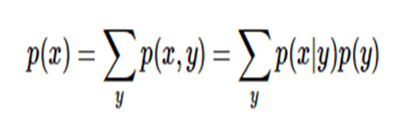 p(x) = ∑_y p(x, y) = ∑_y p(x|y)p(y)